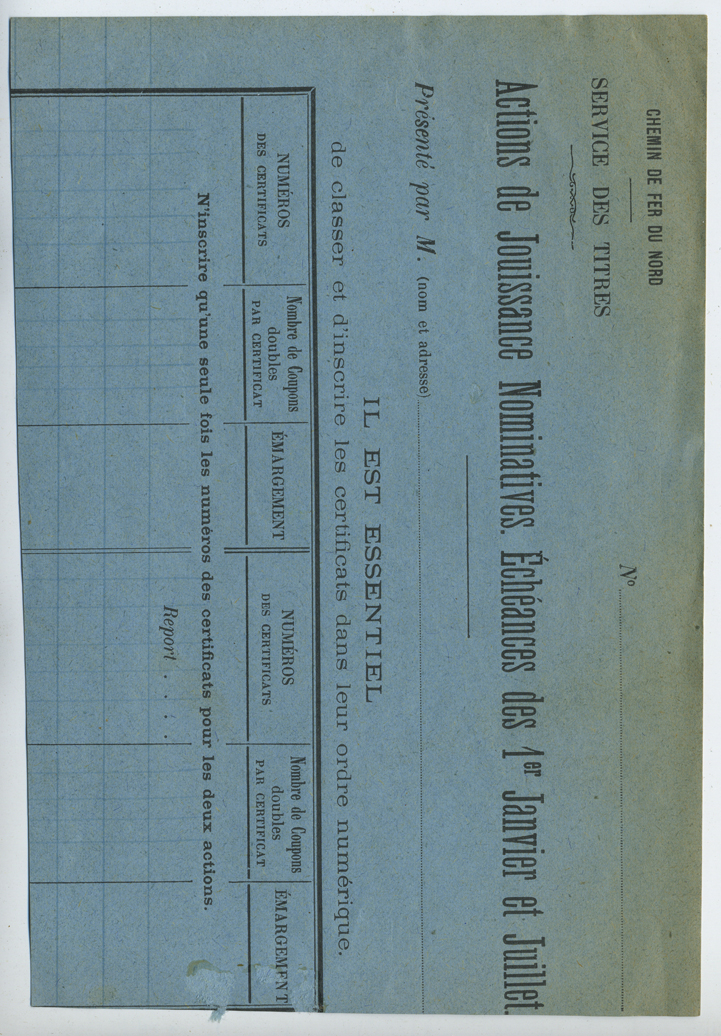 CHEMIN DE FER DU NORD
SERVICE DES TITRES
Nº
Actions de Jouissance Nominatives. Échéances des 1er Janvier et Juillet.
Présenté par M. (nom et adresse)
IL EST ESSENTIEL
de classer et d'inscrire les certificats dans leur ordre numérique.
NUMÉROS
DES CERTIFICATS
Nombre de Coupons
doubles
PAR CERTIFICAT
ÉMARGEMENT
NUMÉROS
DES CERTIFICATS
Nombre de Coupons
doubles
PAR CERTIFICAT
ÉMARGEMENT
N'inscrire qu'une seule fois les numéros des certificats pour les deux actions.
Report . . . .